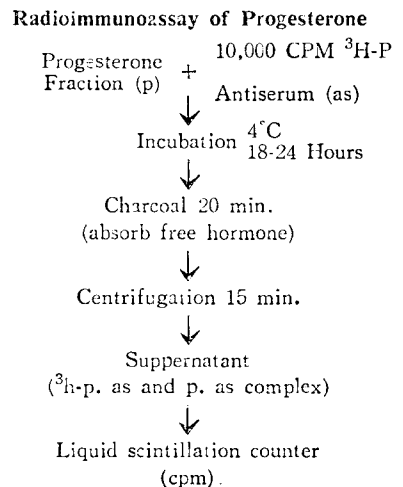 Radioimmunoassay of Progesterone
Progesterone
Fraction (p)
+
10,000 CPM ³H-P
Antiserum (as)
Incubation 4°C
18-24 Hours
Charcoal 20 min.
(absorb free hormone)
Centrifugation 15 min.
Suppernatant
(³h-p. as and p. as complex)
Liquid scintillation counter
(cpm).